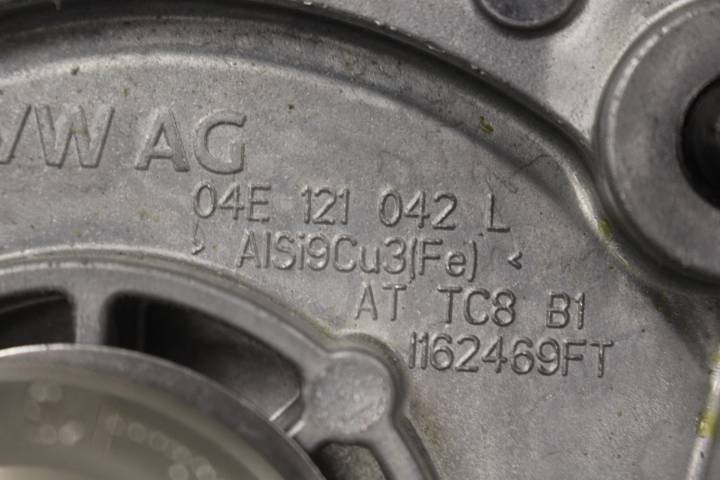 VW AG
04E 121 042 L
> AlSi9Cu3(Fe) <
AT TC8 B1
I162469FT